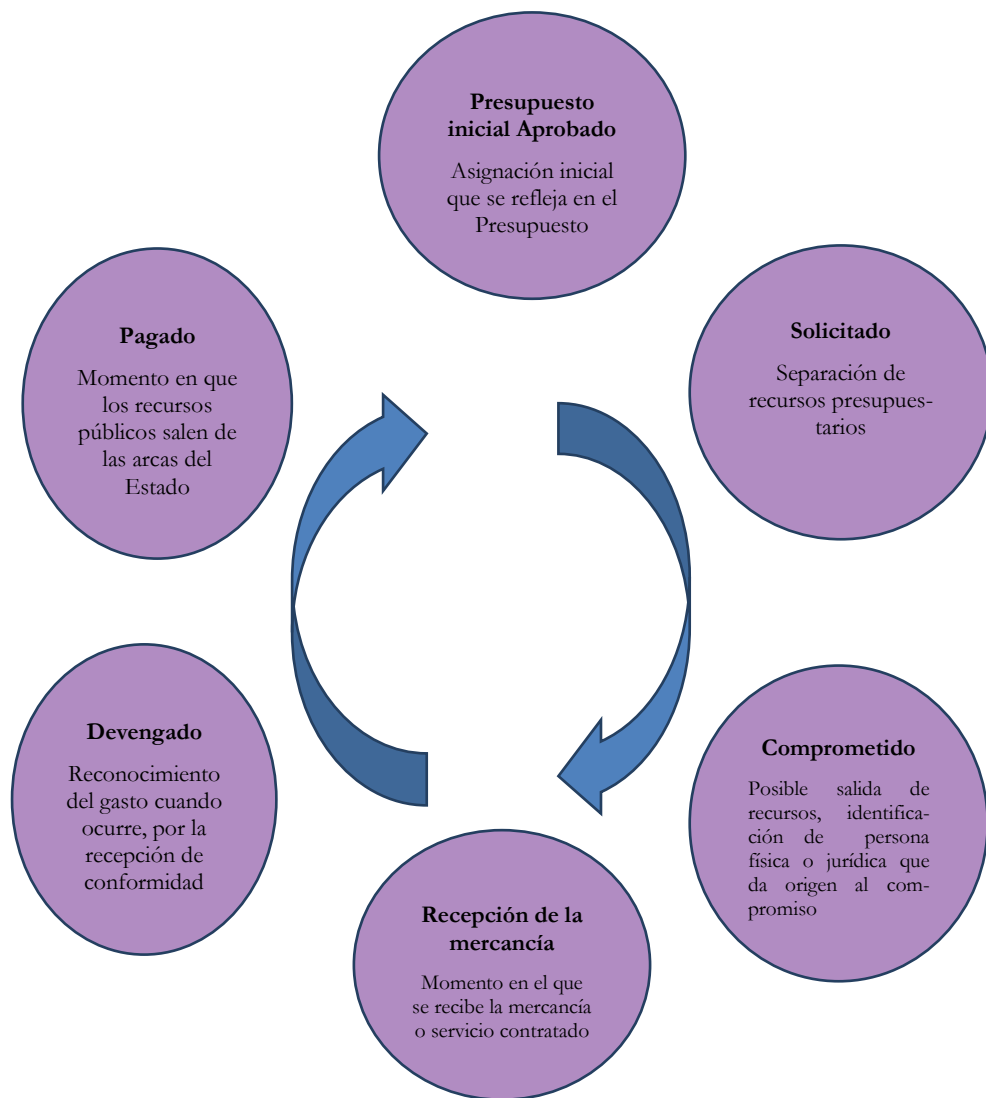 Presupuesto
inicial Aprobado
Asignación inicial
que se refleja en el
Presupuesto
Solicitado
Separación de
recursos presupues-
tarios
Comprometido
Posible salida de
recursos, identifica-
ción de persona
física o jurídica que
da origen al com-
promiso
Recepción de la
mercancía
Momento en el que
se recibe la mercancía
o servicio contratado
Devengado
Reconocimiento
del gasto cuando
ocurre, por la
recepción de
conformidad
Pagado
Momento en que
los recursos
públicos salen de
las arcas del
Estado